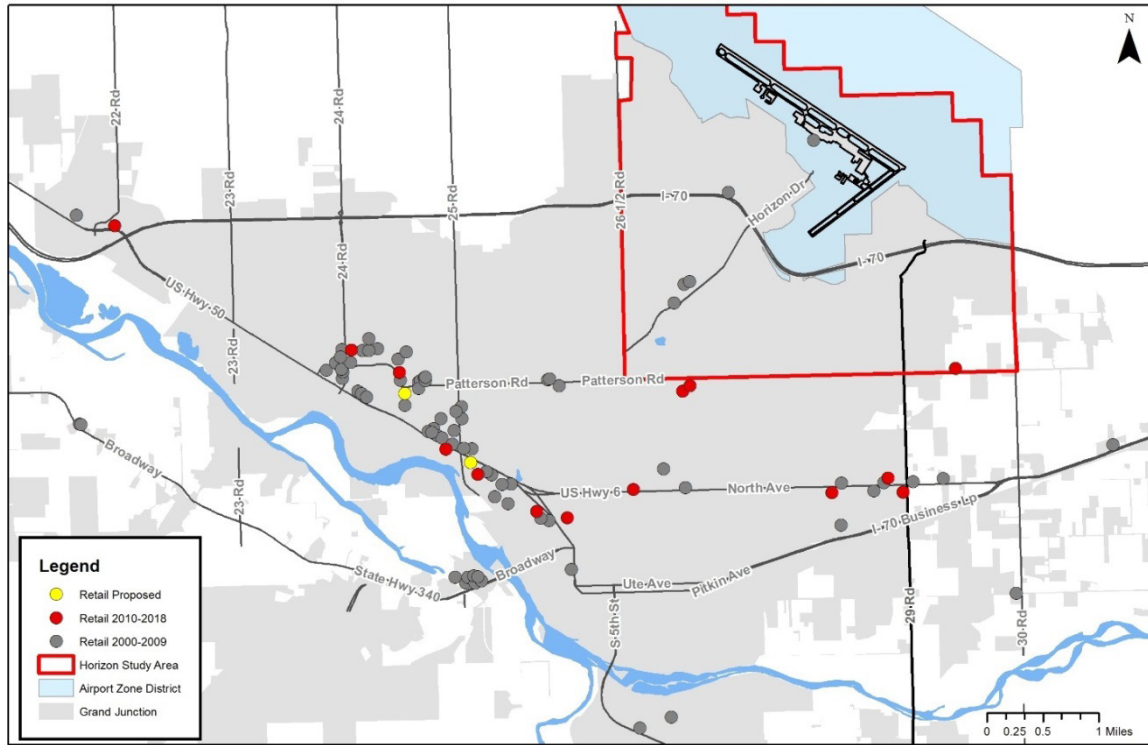 N
22 Rd
23 Rd
24 Rd
25 Rd
26 1/2 Rd
I-70
Horizon Dr
24 Rd
US Hwy 50
23 Rd
Patterson Rd
Patterson Rd
Broadway
23-Rd
US Hwy 6
North Ave
I-70 Business Lp
State Hwy 340
Broadway
Ute Ave
Pitkin Ave
S 5th St
29 Rd
30 Rd
I-70
Legend
Retail Proposed
Retail 2010-2018
Retail 2000-2009
Horizon Study Area
Airport Zone District
Grand Junction
0 0.25 0.5 1 Miles